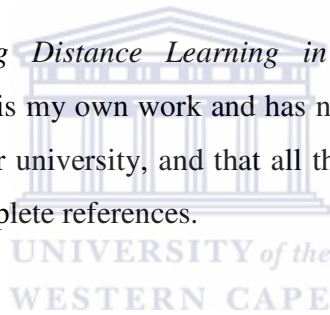 g Distance Learning in
is my own work and has n
r university, and that all th
plete references.
UNIVERSITY of the
WESTERN CAPE